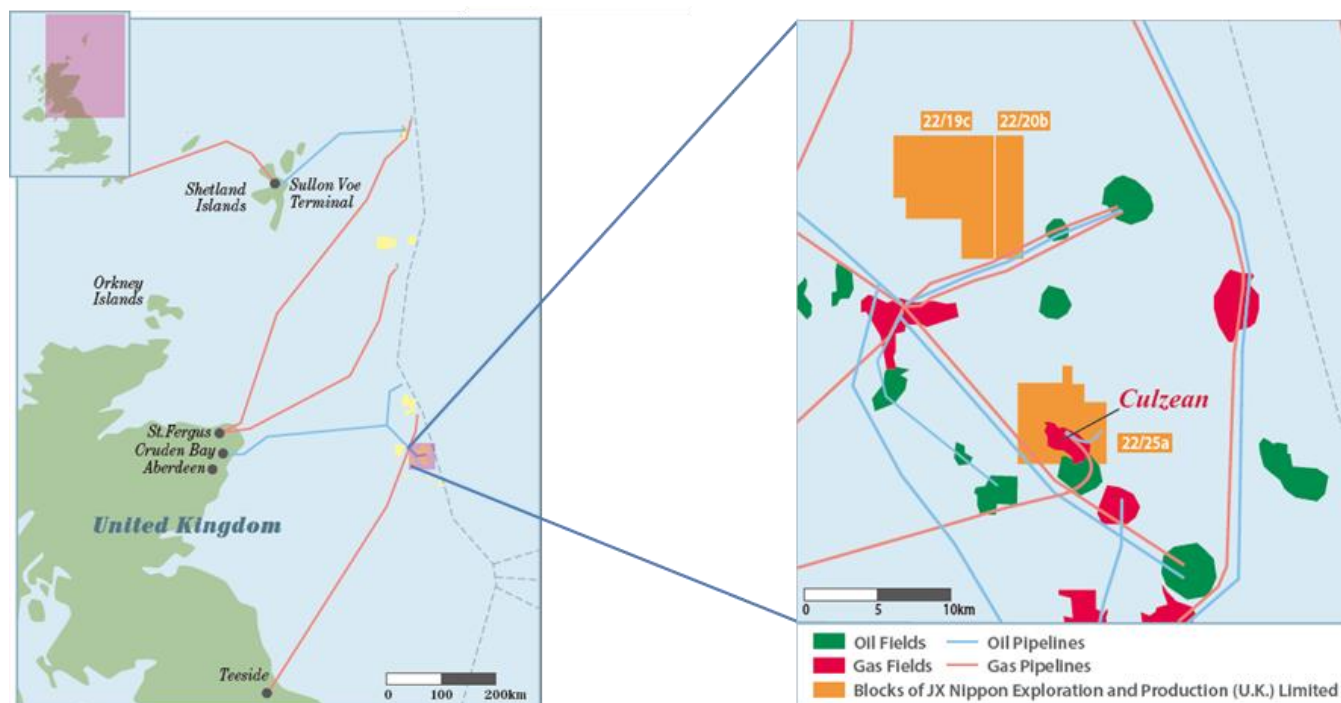 Shetland
Islands
Sullon Voe
Terminal
Orkney
Islands
St.Fergus
Cruden Bay
Aberdeen
United Kingdom
Teeside
0 100 200km
22/19c
22/20b
Culzean
22/25a
0 5 10km
Oil Fields
Oil Pipelines
Gas Fields
Gas Pipelines
Blocks of JX Nippon Exploration and Production (U.K.) Limited